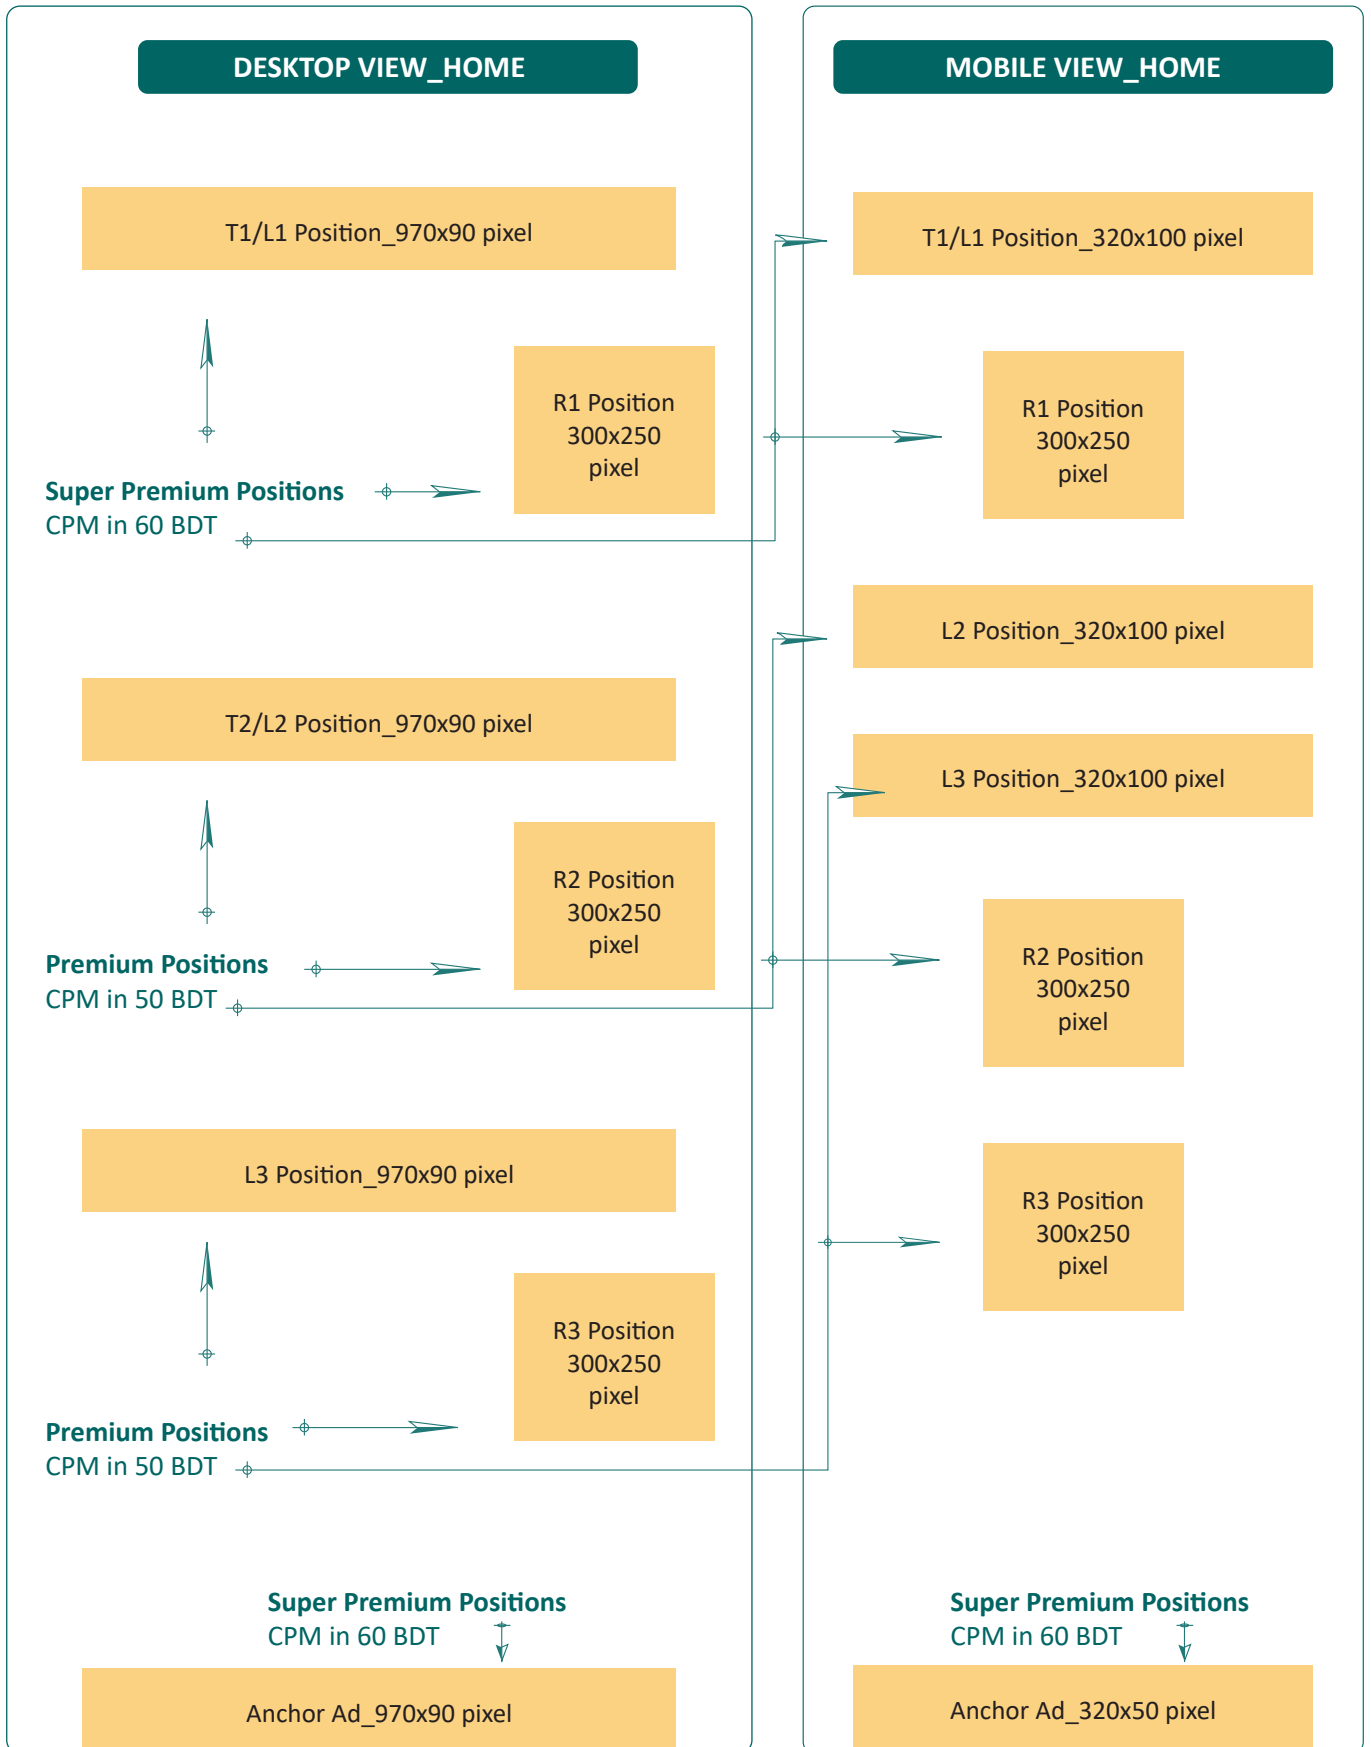 DESKTOP VIEW_HOME
T1/L1 Position_970x90 pixel
R1 Position
300x250
pixel
Super Premium Positions
CPM in 60 BDT
T2/L2 Position_970x90 pixel
R2 Position
300x250
pixel
Premium Positions
CPM in 50 BDT
L3 Position_970x90 pixel
R3 Position
300x250
pixel
Premium Positions
CPM in 50 BDT
Super Premium Positions
CPM in 60 BDT
Anchor Ad_970x90 pixel
MOBILE VIEW_HOME
T1/L1 Position_320x100 pixel
R1 Position
300x250
pixel
L2 Position_320x100 pixel
L3 Position_320x100 pixel
R2 Position
300x250
pixel
R3 Position
300x250
pixel
Super Premium Positions
CPM in 60 BDT
Anchor Ad_320x50 pixel